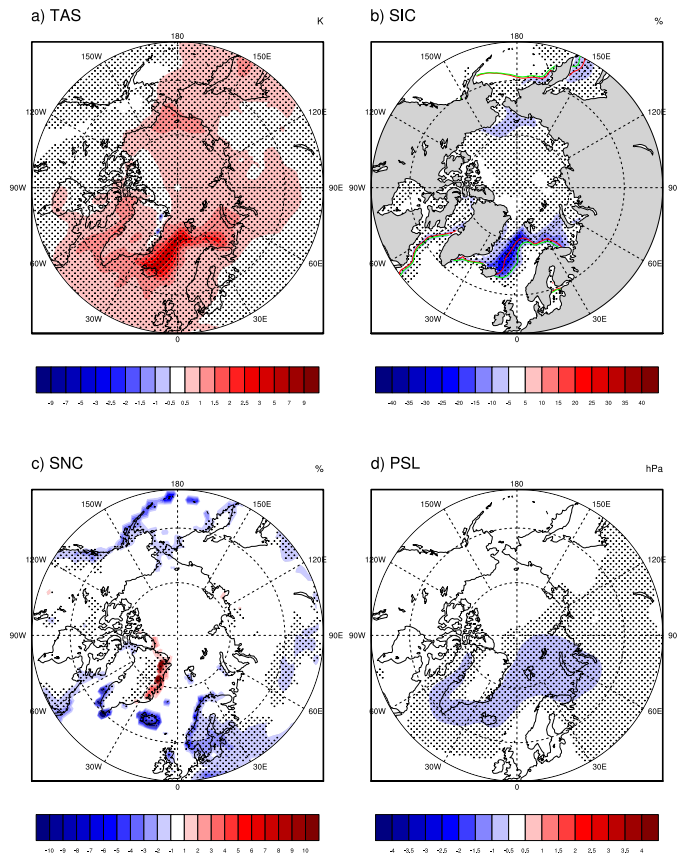 a) TAS K
180
150W 150E
120W 120E
90W 90E
60W 60E
30W 30E
0
-9 -7 -5 -3 -2.5 -2 -1.5 -1 -0.5 0.5 1 1.5 2 2.5 3 5 7 9
b) SIC %
180
150W 150E
120W 120E
90W 90
60W 60E
30W 30E
0
-40 -35 -30 -25 -20 -15 -10 -5 5 10 15 20 25 30 35 40
c) SNC %
180
150W 150E
120W 120E
90W 90E
60W 60E
30W 30E
0
-10 -9 -8 -7 -6 -5 -4 -3 -2 -1 1 2 3 4 5 6 7 8 9 10
d) PSL hPa
180
150W 150E
120W 120E
90W 90E
60W 60E
30W 30E
0
-4 -3.5 -3 -2.5 -2 -1.5 -1 -0.5 0.5 1 1.5 2 2.5 3 3.5 4